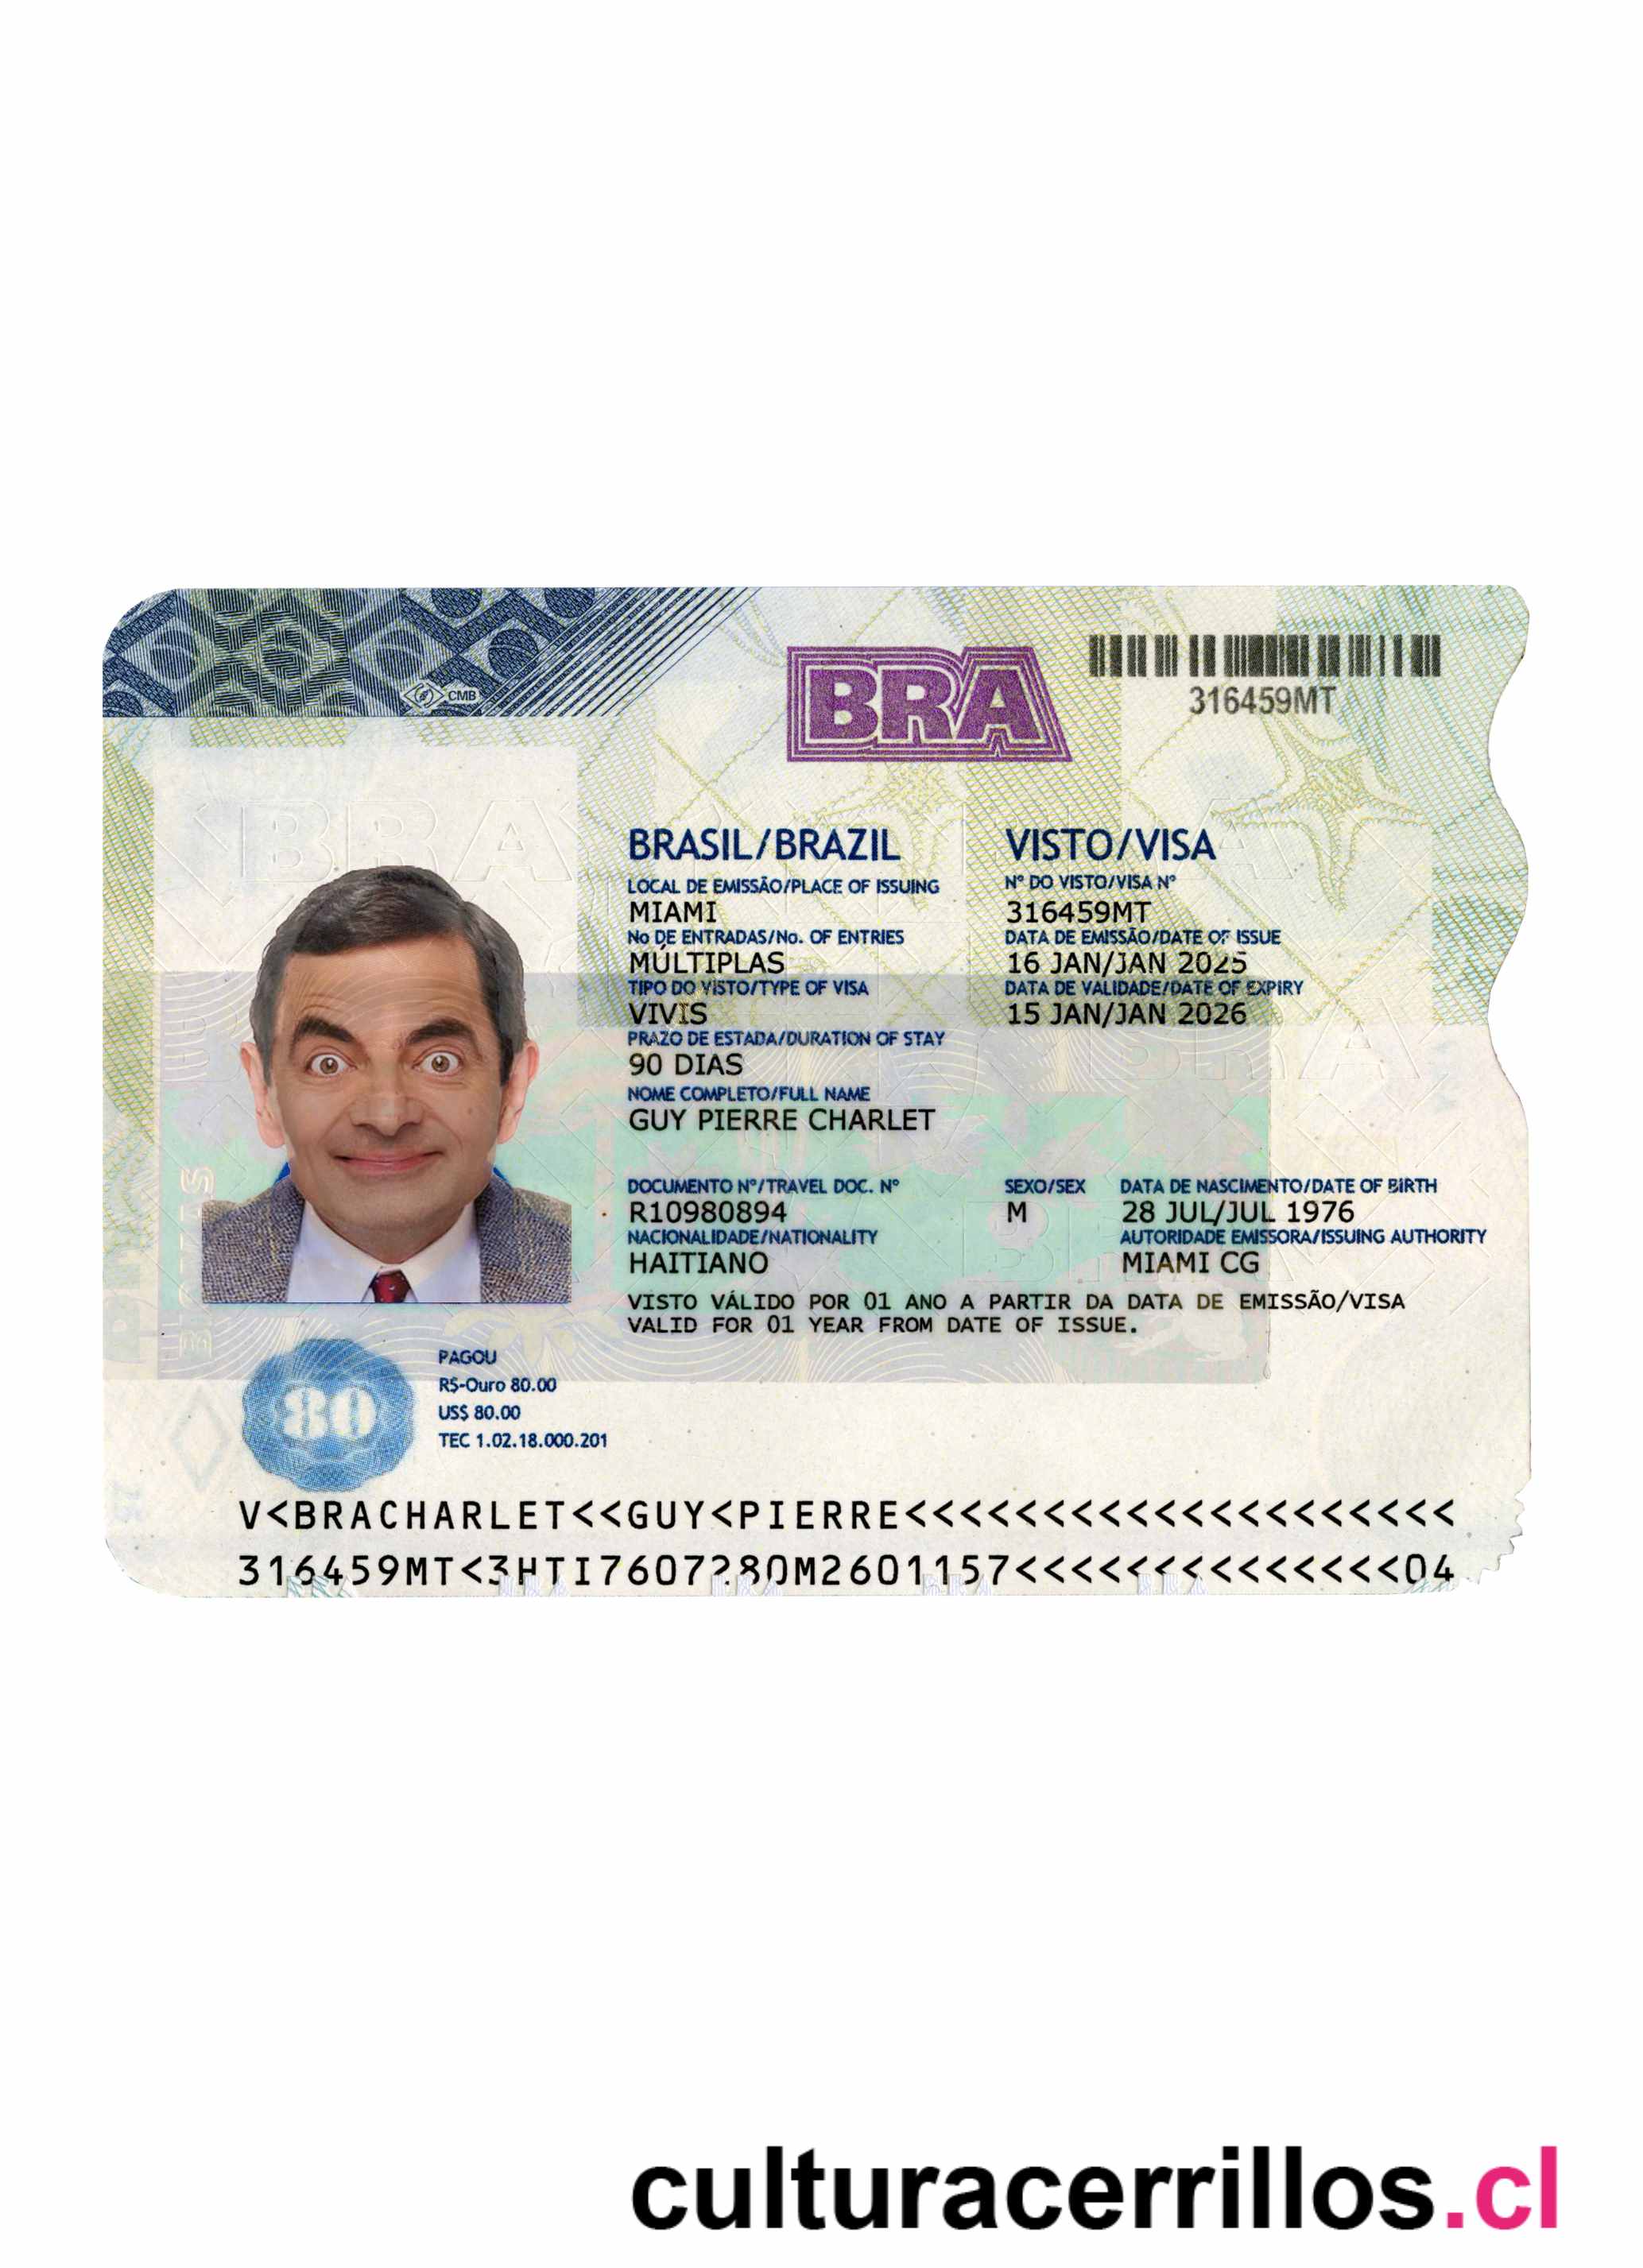 CMB
BRA
316459MT
BRASIL/BRAZIL
VISTO/VISA
LOCAL DE EMISSÃO/PLACE OF ISSUING
Nº DO VISTO/VISA Nº
MIAMI
316459MT
No DE ENTRADAS/No. OF ENTRIES
DATA DE EMISSÃO/DATE OF ISSUE
MÚLTIPLAS
16 JAN/JAN 2025
TIPO DO VISTO/TYPE OF VISA
DATA DE VALIDADE/DATE OF EXPIRY
VIVIS
15 JAN/JAN 2026
PRAZO DE ESTADA/DURATION OF STAY
90 DIAS
NOME COMPLETO/FULL NAME
GUY PIERRE CHARLET
DOCUMENTO Nº/TRAVEL DOC. Nº
SEXO/SEX
DATA DE NASCIMENTO/DATE OF BIRTH
R10980894
M
28 JUL/JUL 1976
NACIONALIDADE/NATIONALITY
AUTORIDADE EMISSORA/ISSUING AUTHORITY
HAITIANO
MIAMI CG
VISTO VÁLIDO POR 01 ANO A PARTIR DA DATA DE EMISSÃO/VISA
VALID FOR 01 YEAR FROM DATE OF ISSUE.
80
PAGOU
R$-Ouro 80.00
US$ 80.00
TEC 1.02.18.000.201
V<BRACHARLET<<GUY<PIERRE<<<<<<<<<<<<<<<<<<<<
316459MT<3HTI7607280M2601157<<<<<<<<<<<<<<04
culturacerrillos.cl